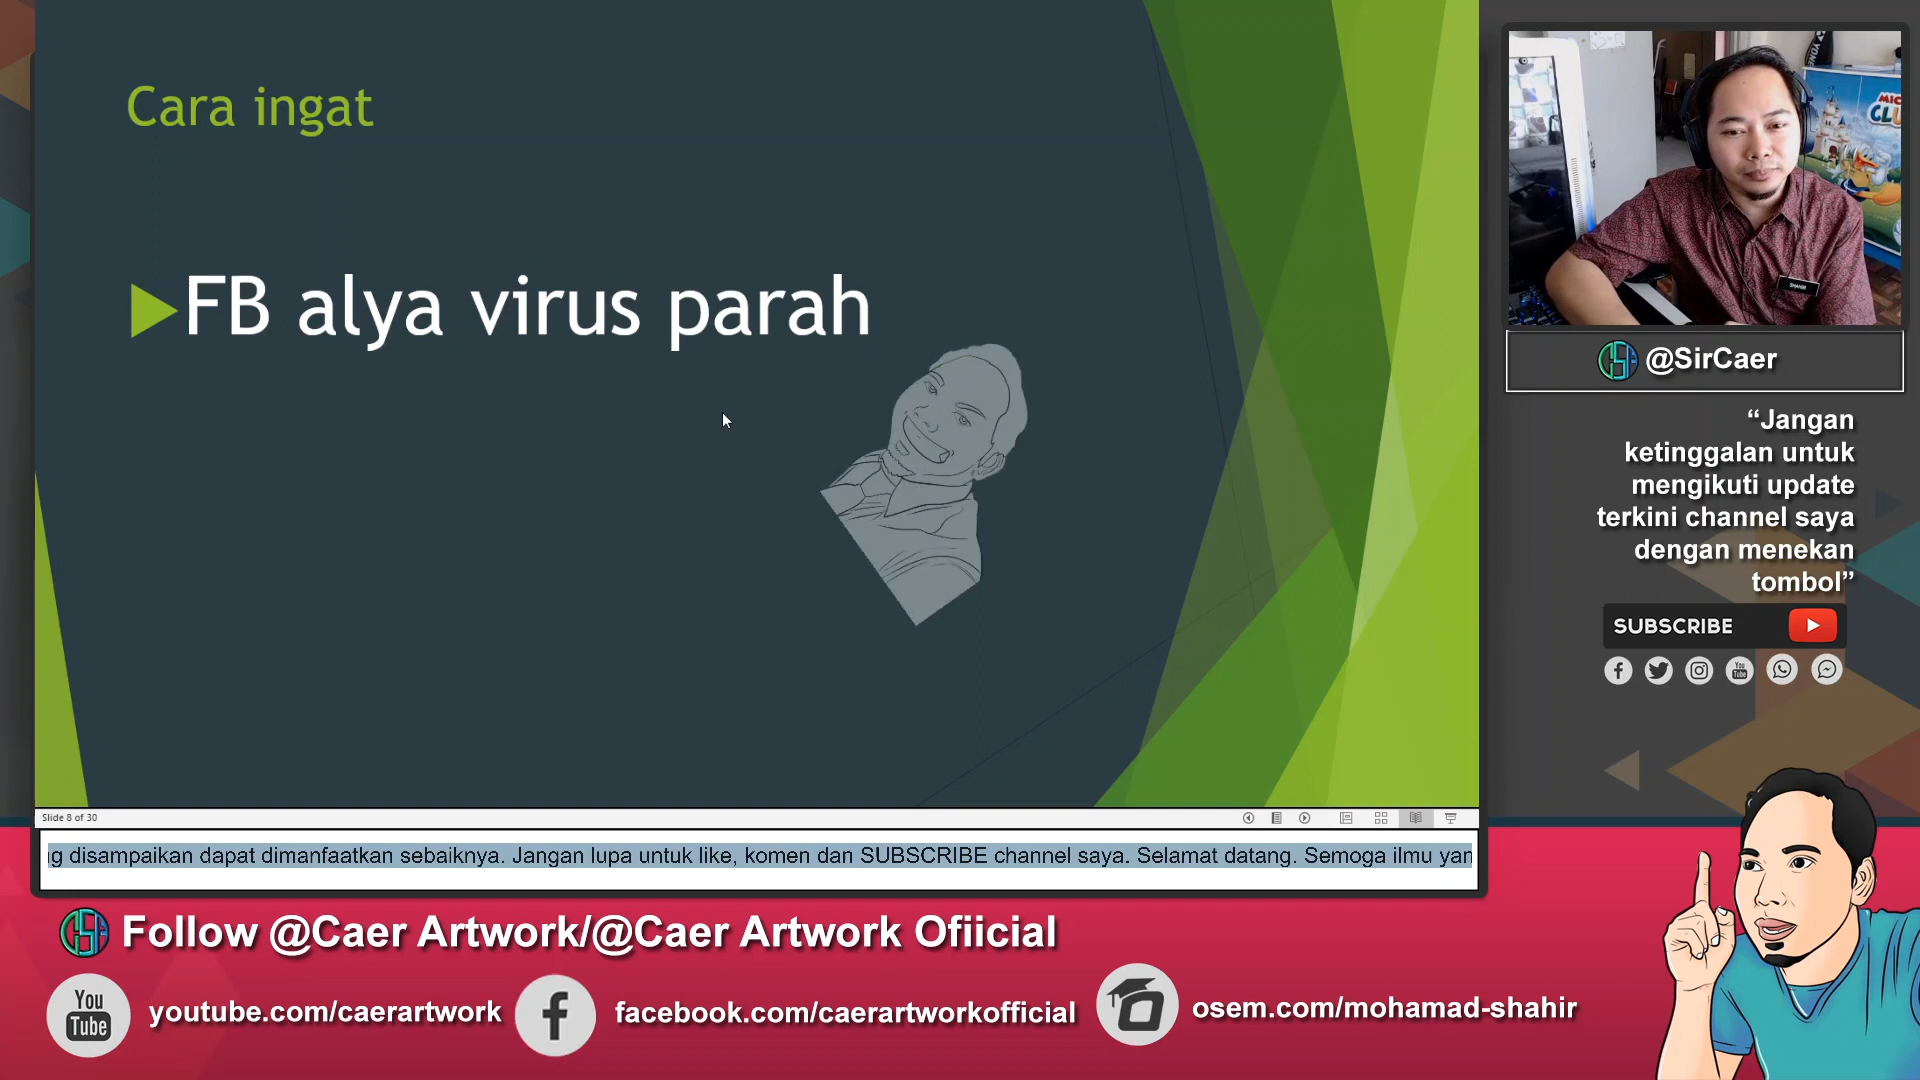 Cara ingat
FB alya virus parah
Slide 8 of 30
g disampaikan dapat dimanfaatkan sebaiknya. Jangan lupa untuk like, komen dan SUBSCRIBE channel saya. Selamat datang. Semoga ilmu yan
@SirCaer
“Jangan
ketinggalan untuk
mengikuti update
terkini channel saya
dengan menekan
tombol”
SUBSCRIBE
You
Tube
SHAHIR
Follow @Caer Artwork/@Caer Artwork Ofiicial
You
Tube
youtube.com/caerartwork
facebook.com/caerartworkofficial
osem.com/mohamad-shahir